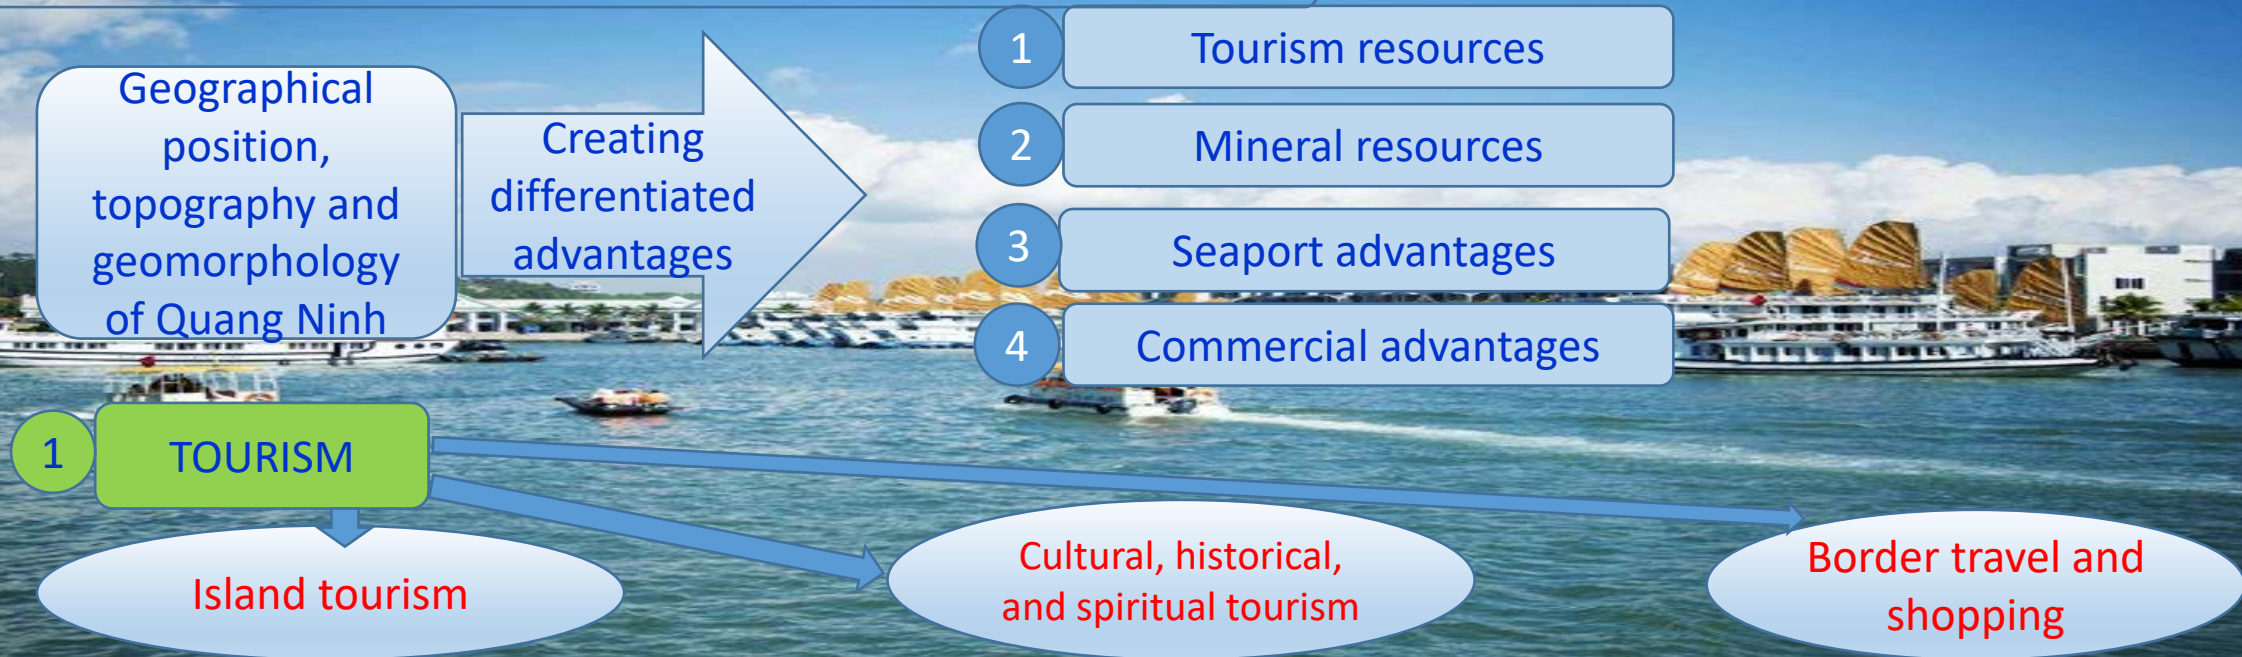 Geographical
position,
topography and
geomorphology
of Quang Ninh
Creating
differentiated
advantages
1 Tourism resources
2 Mineral resources
3 Seaport advantages
4 Commercial advantages
1 TOURISM
Island tourism
Cultural, historical,
and spiritual tourism
Border travel and
shopping